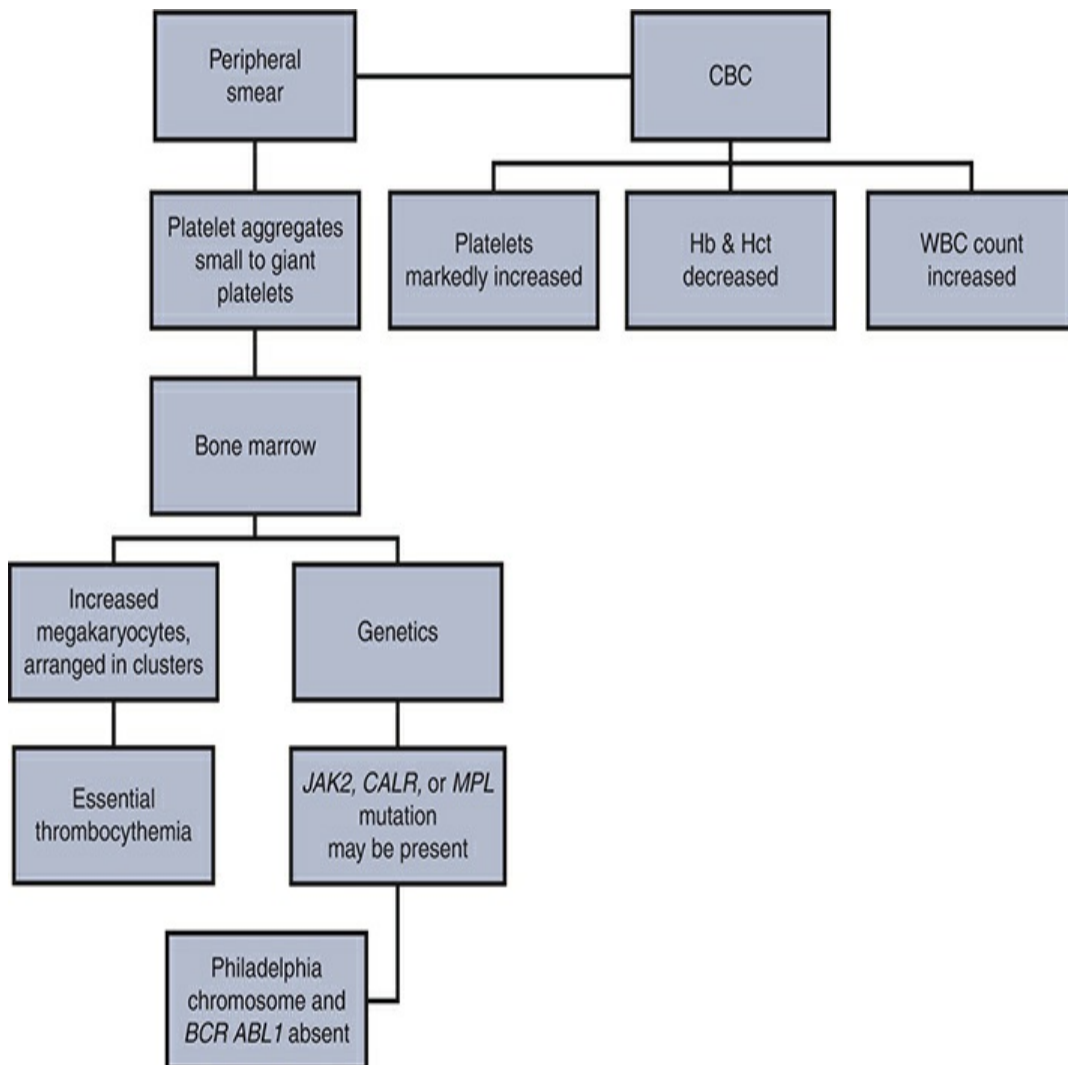 Peripheral
smear
CBC
Platelet aggregates
small to giant
platelets
Platelets
markedly increased
Hb & Hct
decreased
WBC count
increased
Bone marrow
Increased
megakaryocytes,
arranged in clusters
Genetics
Essential
thrombocythemia
JAK2, CALR, or MPL
mutation
may be present
Philadelphia
chromosome and
BCR ABL1 absent